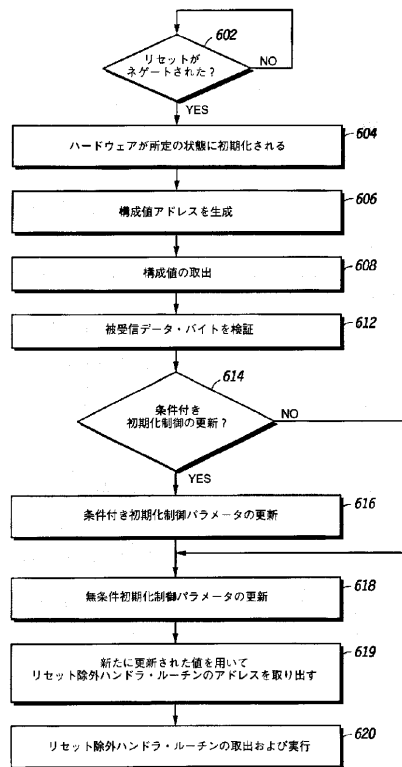 602
リセットが
ネゲートされた?
NO
YES
604
ハードウェアが所定の状態に初期化される
606
構成値アドレスを生成
608
構成値の取出
612
被受信データ・バイトを検証
614
条件付き
初期化制御の更新?
NO
YES
616
条件付き初期化制御パラメータの更新
618
無条件初期化制御パラメータの更新
619
新たに更新された値を用いて
リセット除外ハンドラ・ルーチンのアドレスを取り出す
620
リセット除外ハンドラ・ルーチンの取出および実行